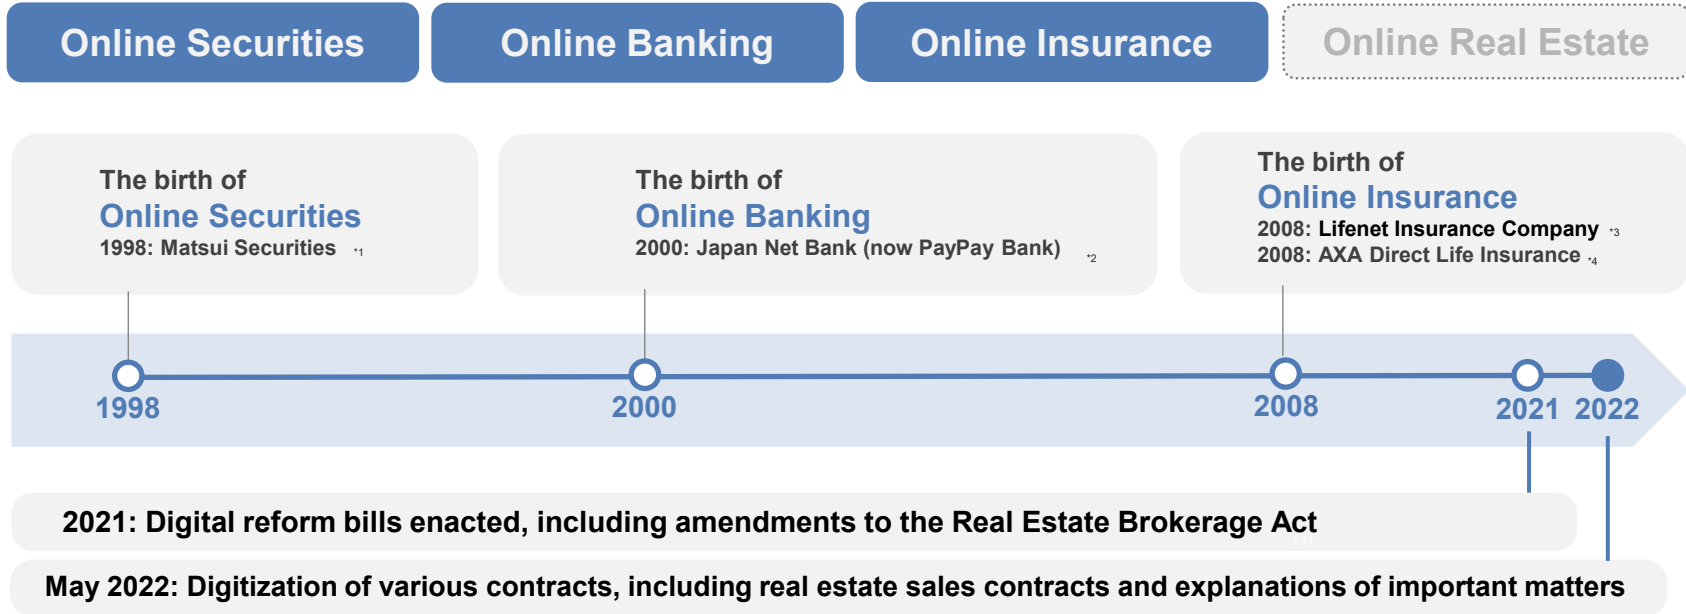 Online Securities
Online Banking
Online Insurance
Online Real Estate
The birth of
Online Securities
1998: Matsui Securities *1
The birth of
Online Banking
2000: Japan Net Bank (now PayPay Bank) *2
The birth of
Online Insurance
2008: Lifenet Insurance Company *3
2008: AXA Direct Life Insurance *4
1998
2000
2008
2021
2022
2021: Digital reform bills enacted, including amendments to the Real Estate Brokerage Act
May 2022: Digitization of various contracts, including real estate sales contracts and explanations of important matters